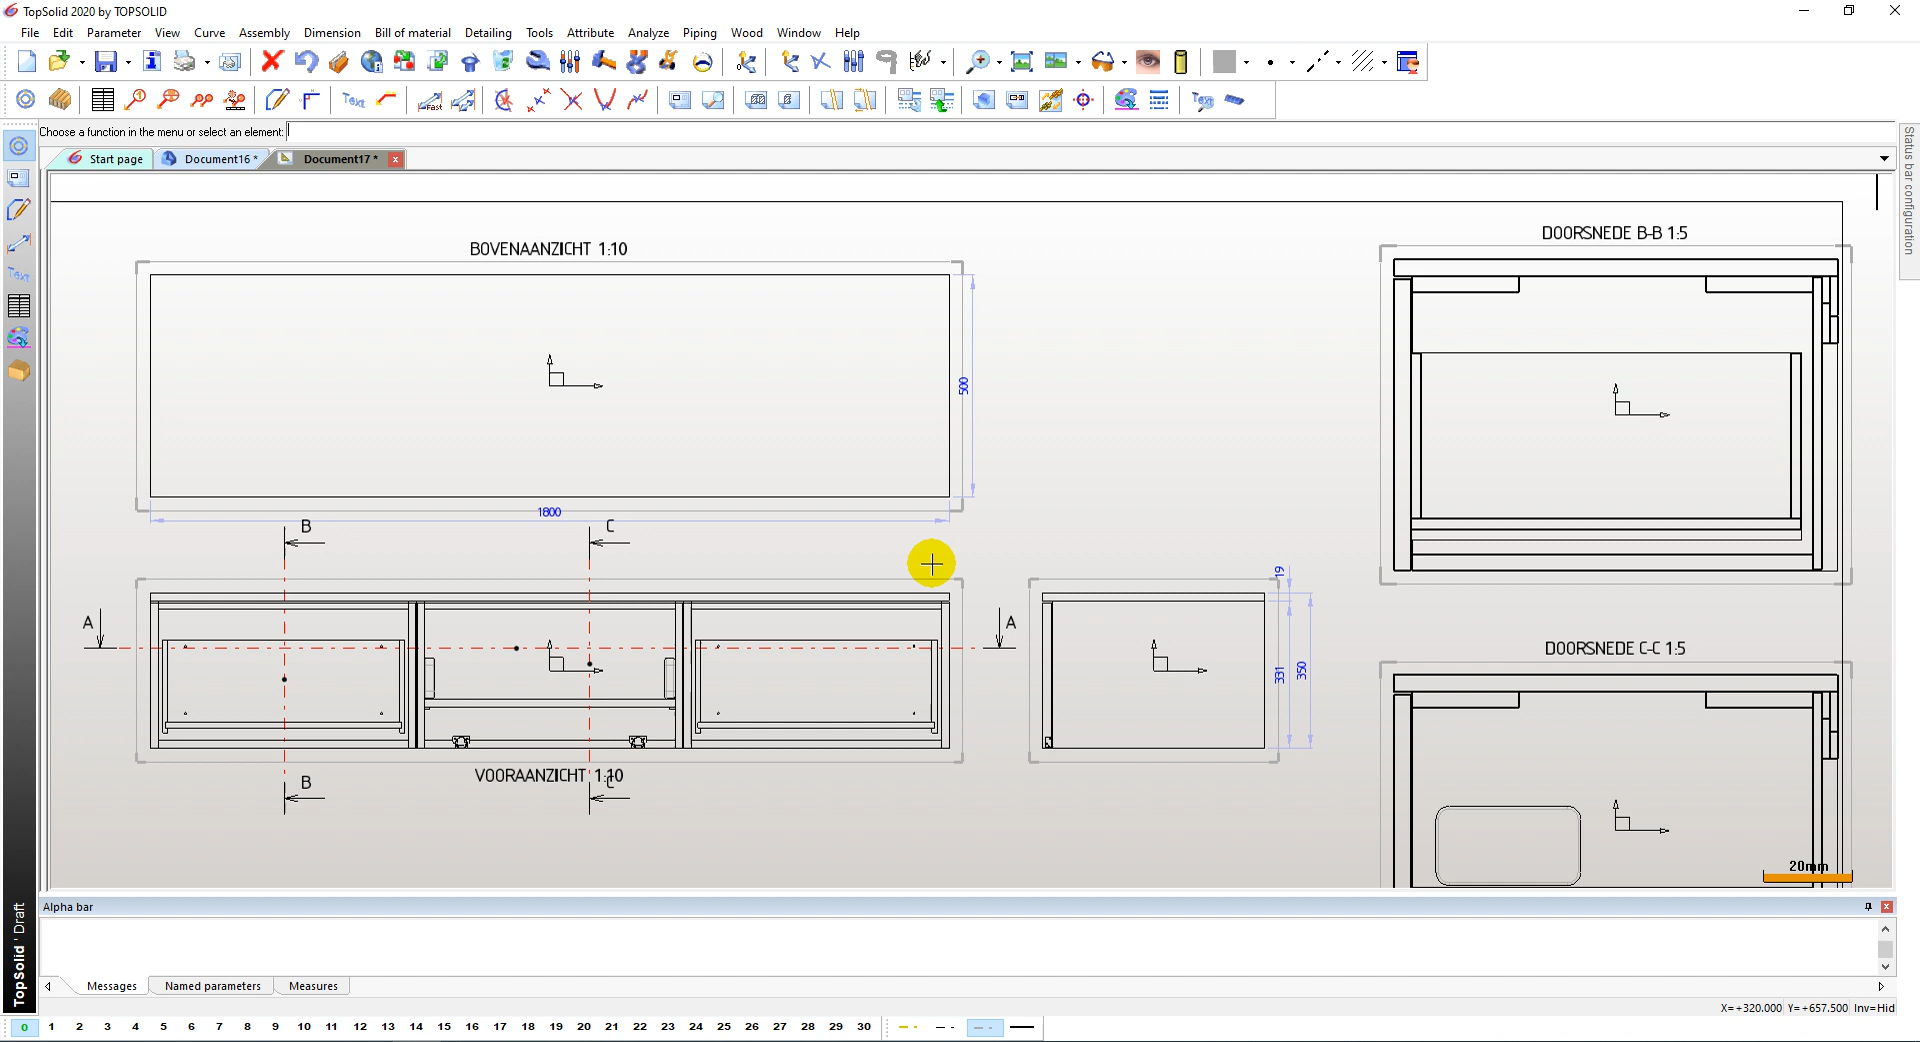 TopSolid 2020 by TOPSOLID
File Edit Parameter View Curve Assembly Dimension Bill of material Detailing Tools Attribute Analyze Piping Wood Window Help
Text Fast Text
Choose a function in the menu or select an element:
Start page Document16 * Document17 *
Status bar configuration
BOVENAANZICHT 1:10
500
1800
B C
A A
B C
VOORAANZICHT 1:10
19
331
350
DOORSNEDE B-B 1:5
DOORSNEDE C-C 1:5
20mm
Text
TopSolid 'Draft
Alpha bar
Messages Named parameters Measures
X=+320.000 Y=+657.500 Inv=Hid
0 1 2 3 4 5 6 7 8 9 10 11 12 13 14 15 16 17 18 19 20 21 22 23 24 25 26 27 28 29 30